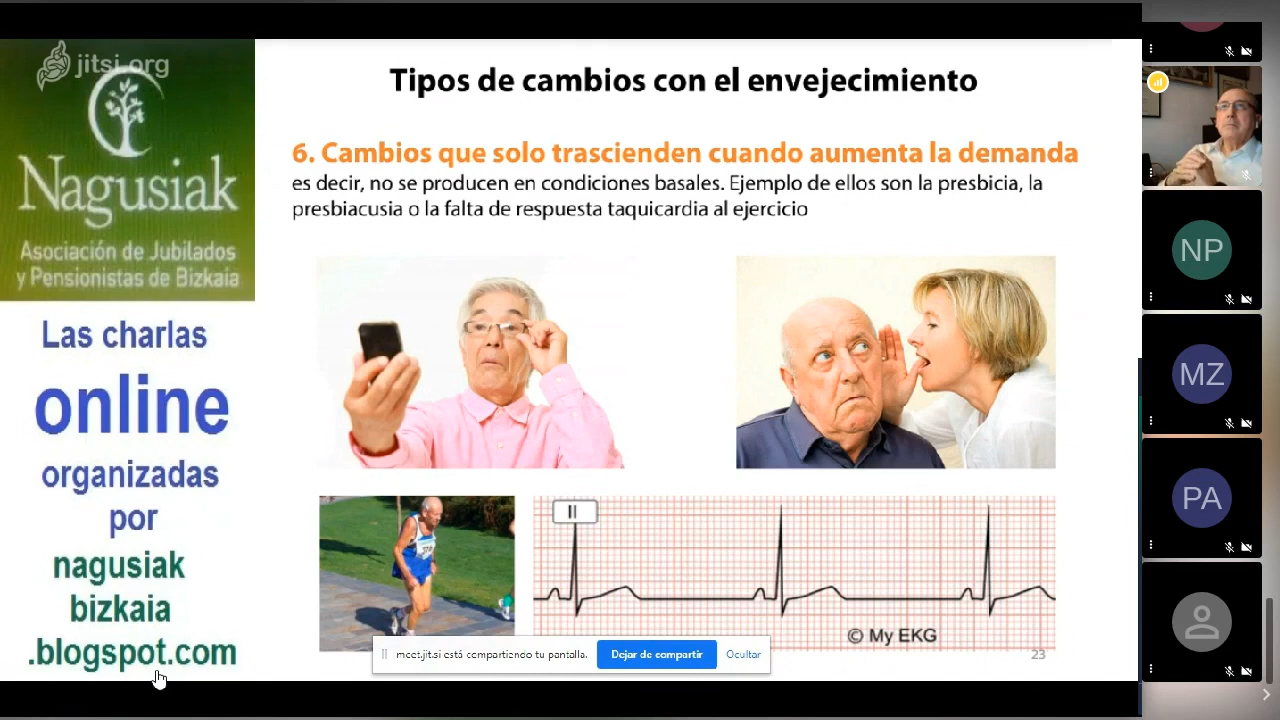 jitsi.org
Nagusiak
Asociación de Jubilados
y Pensionistas de Bizkaia
Las charlas
online
organizadas
por
nagusiak
bizkaia
.blogspot.com
Tipos de cambios con el envejecimiento
6. Cambios que solo trascienden cuando aumenta la demanda
es decir, no se producen en condiciones basales. Ejemplo de ellos son la presbicia, la
presbiacusia o la falta de respuesta taquicardia al ejercicio
II
© My EKG
meet.jit.si está compartiendo tu pantalla.
Dejar de compartir
Ocultar
23
NP
MZ
PA